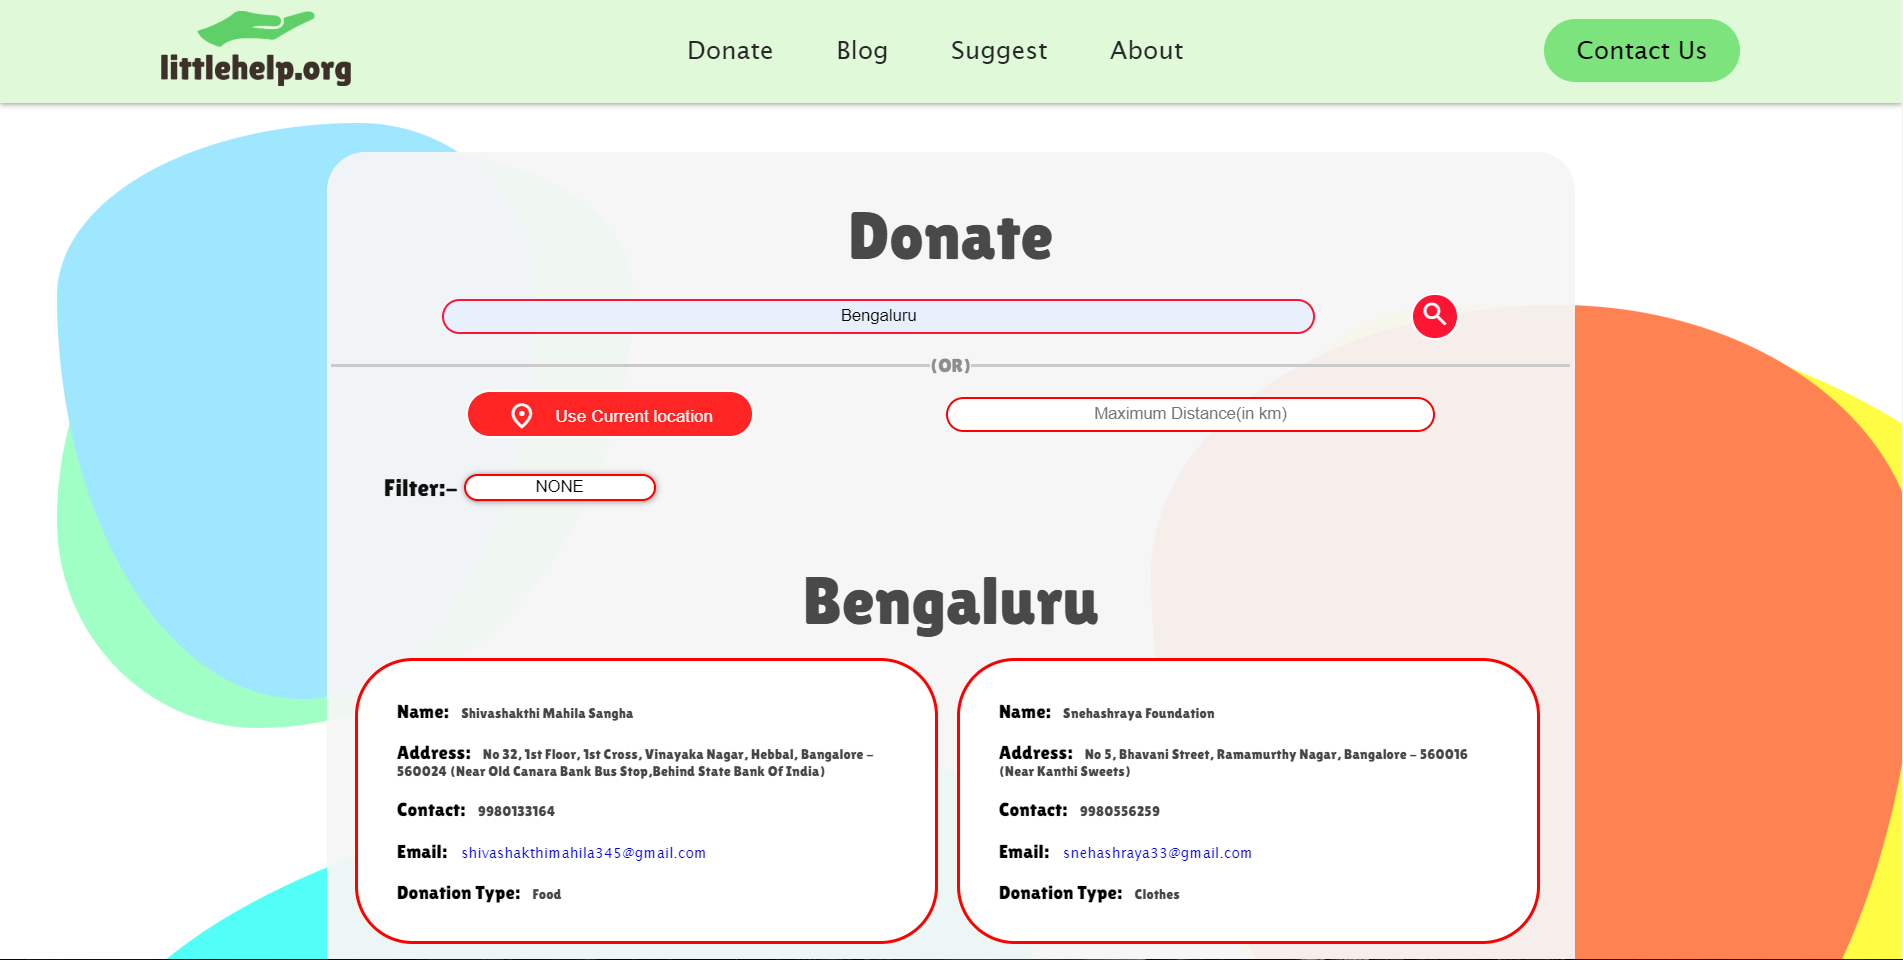 littlehelp.org
Donate
Blog
Suggest
About
Contact Us
Donate
Bengaluru
(OR)
Use Current location
Maximum Distance(in km)
Filter:-
NONE
Bengaluru
Name: Shivashakthi Mahila Sangha
Address: No 32, 1st Floor, 1st Cross, Vinayaka Nagar, Hebbal, Bangalore -
560024 (Near Old Canara Bank Bus Stop,Behind State Bank Of India)
Contact: 9980133164
Email: shivashakthimahila345@gmail.com
Donation Type: Food
Name: Snehashraya Foundation
Address: No 5, Bhavani Street, Ramamurthy Nagar, Bangalore - 560016
(Near Kanthi Sweets)
Contact: 9980556259
Email: snehashraya33@gmail.com
Donation Type: Clothes